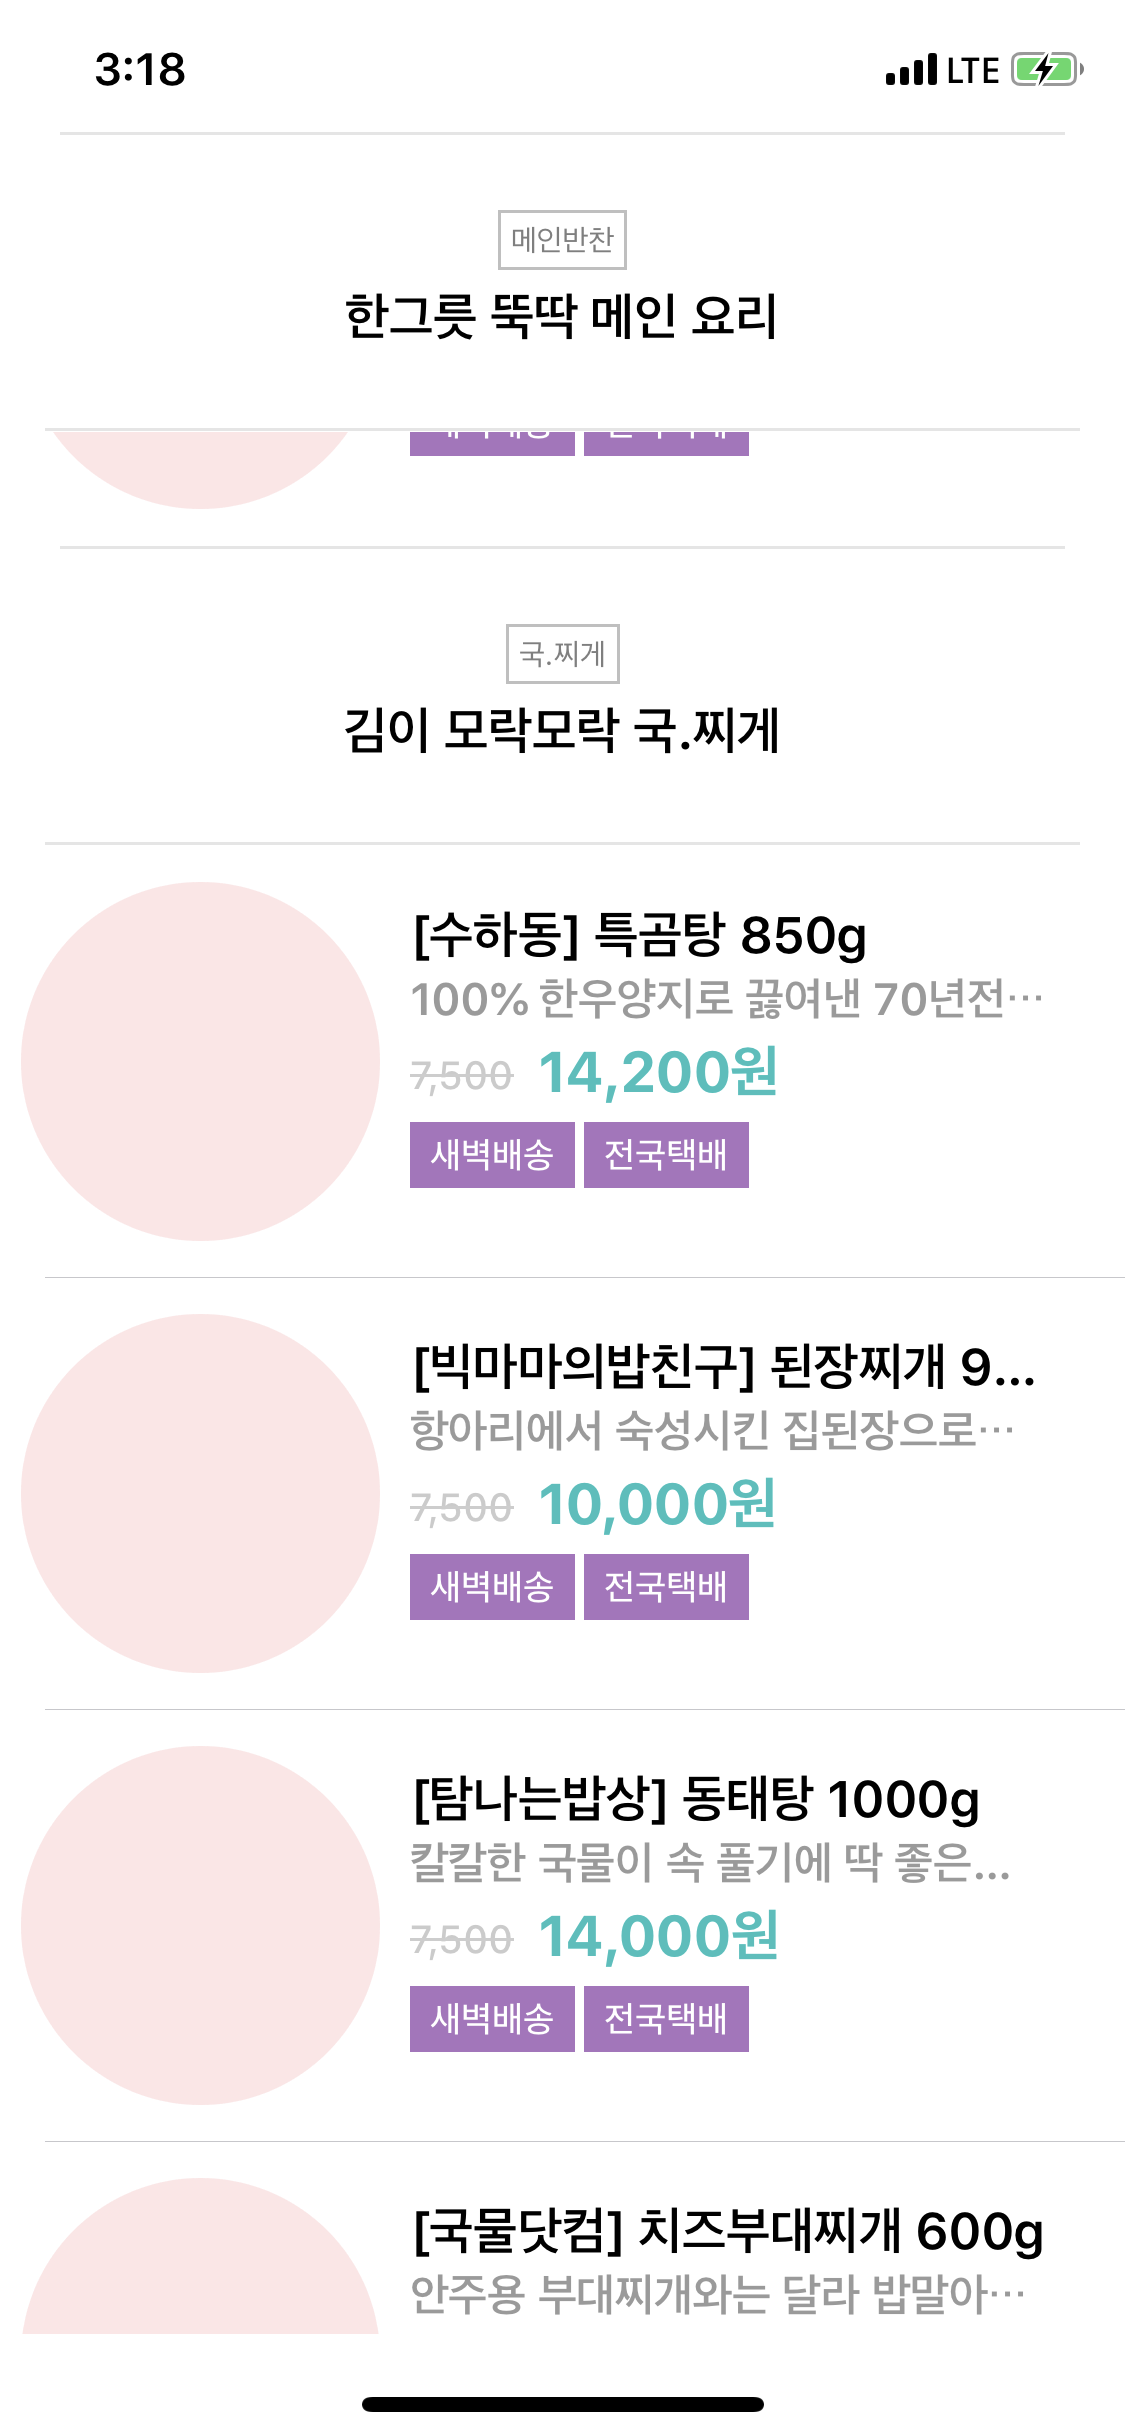 3:18 LTE
메인반찬
한그릇 뚝딱 메인 요리
국.찌게
김이 모락모락 국.찌게
[수하동] 특곰탕 850g
100% 한우양지로 끓여낸 70년전…
7,500 14,200원
새벽배송 전국택배
[빅마마의밥친구] 된장찌개 9...
항아리에서 숙성시킨 집된장으로…
7,500 10,000원
새벽배송 전국택배
[탐나는밥상] 동태탕 1000g
칼칼한 국물이 속 풀기에 딱 좋은...
7,500 14,000원
새벽배송 전국택배
[국물닷컴] 치즈부대찌개 600g
안주용 부대찌개와는 달라 밥말아…